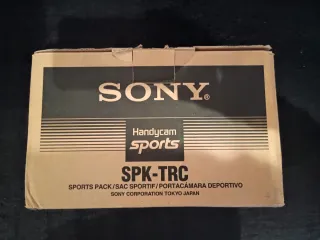 SONY®
Handycam
sports
SPK-TRC
SPORTS PACK/SAC SPORTIF/PORTACÁMARA DEPORTIVO
SONY CORPORATION TOKYO JAPAN